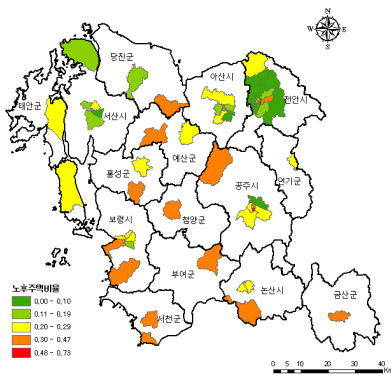 N
W E
S
당진군
아산시
천안시
태안군
서산시
예산군
홍성군
연기군
공주시
보령시
청양군
부여군
논산시
금산군
서천군
노후주택비율
0,00 - 0,10
0,11 - 0,19
0,20 - 0,29
0,30 - 0,47
0,48 - 0,73
0 5 10 20 30 40
Km